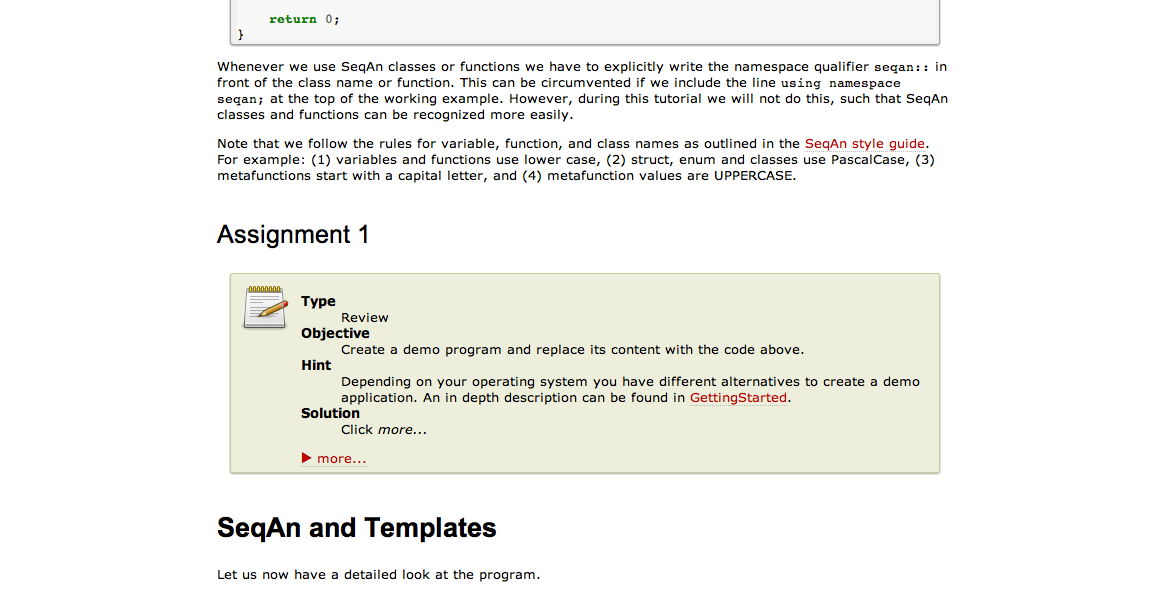 return 0;
}
Whenever we use SeqAn classes or functions we have to explicitly write the namespace qualifier seqan:: in
front of the class name or function. This can be circumvented if we include the line using namespace
seqan; at the top of the working example. However, during this tutorial we will not do this, such that SeqAn
classes and functions can be recognized more easily.
Note that we follow the rules for variable, function, and class names as outlined in the SeqAn style guide.
For example: (1) variables and functions use lower case, (2) struct, enum and classes use PascalCase, (3)
metafunctions start with a capital letter, and (4) metafunction values are UPPERCASE.
Assignment 1
Type
Review
Objective
Create a demo program and replace its content with the code above.
Hint
Depending on your operating system you have different alternatives to create a demo
application. An in depth description can be found in GettingStarted.
Solution
Click more...
▶ more...
SeqAn and Templates
Let us now have a detailed look at the program.